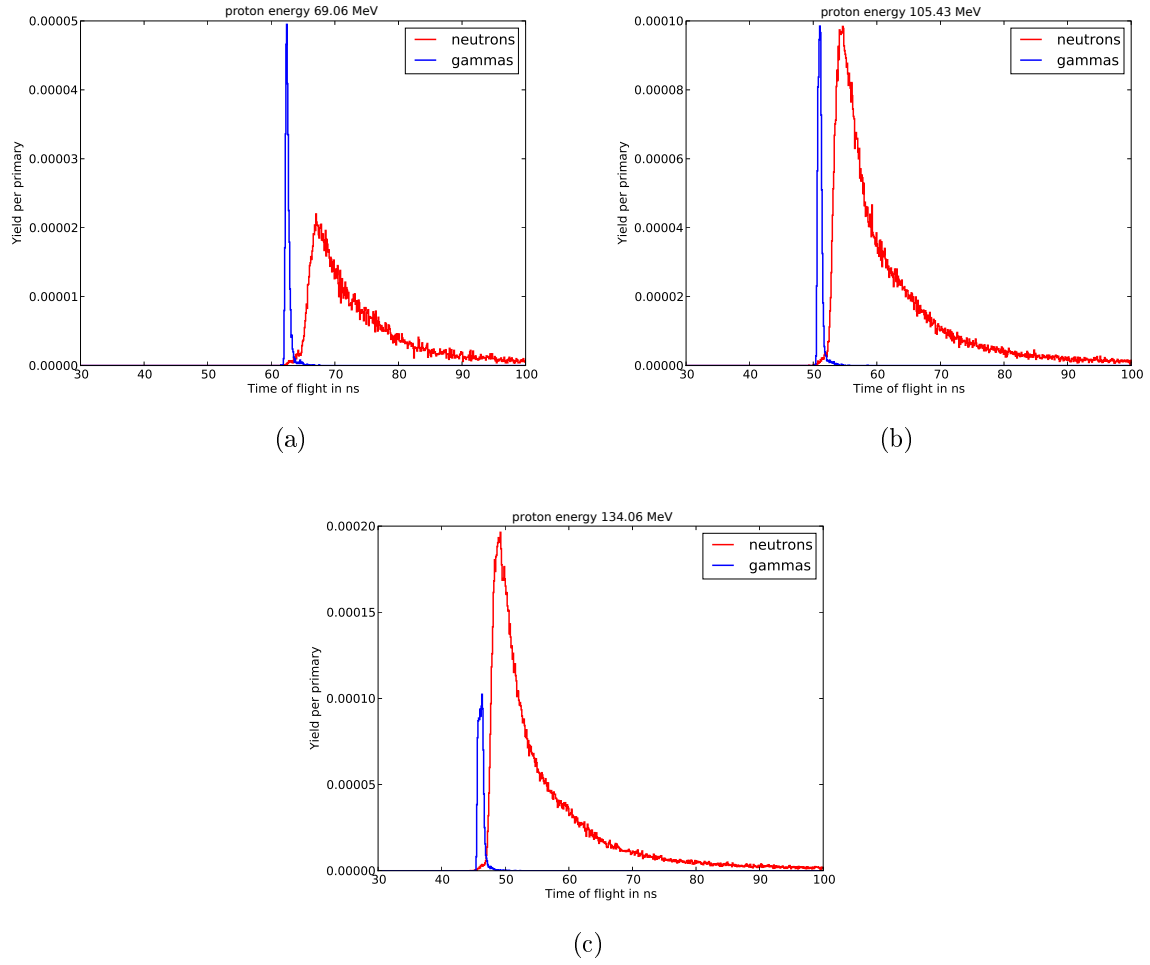 proton energy 69.06 MeV
0.00005
0.00004
0.00003
0.00002
0.00001
0.00000
Yield per primary
neutrons
gammas
30 40 50 60 70 80 90 100
Time of flight in ns
(a)
proton energy 105.43 MeV
0.00010
0.00008
0.00006
0.00004
0.00002
0.00000
Yield per primary
neutrons
gammas
30 40 50 60 70 80 90 100
Time of flight in ns
(b)
proton energy 134.06 MeV
0.00020
0.00015
0.00010
0.00005
0.00000
Yield per primary
neutrons
gammas
30 40 50 60 70 80 90 100
Time of flight in ns
(c)